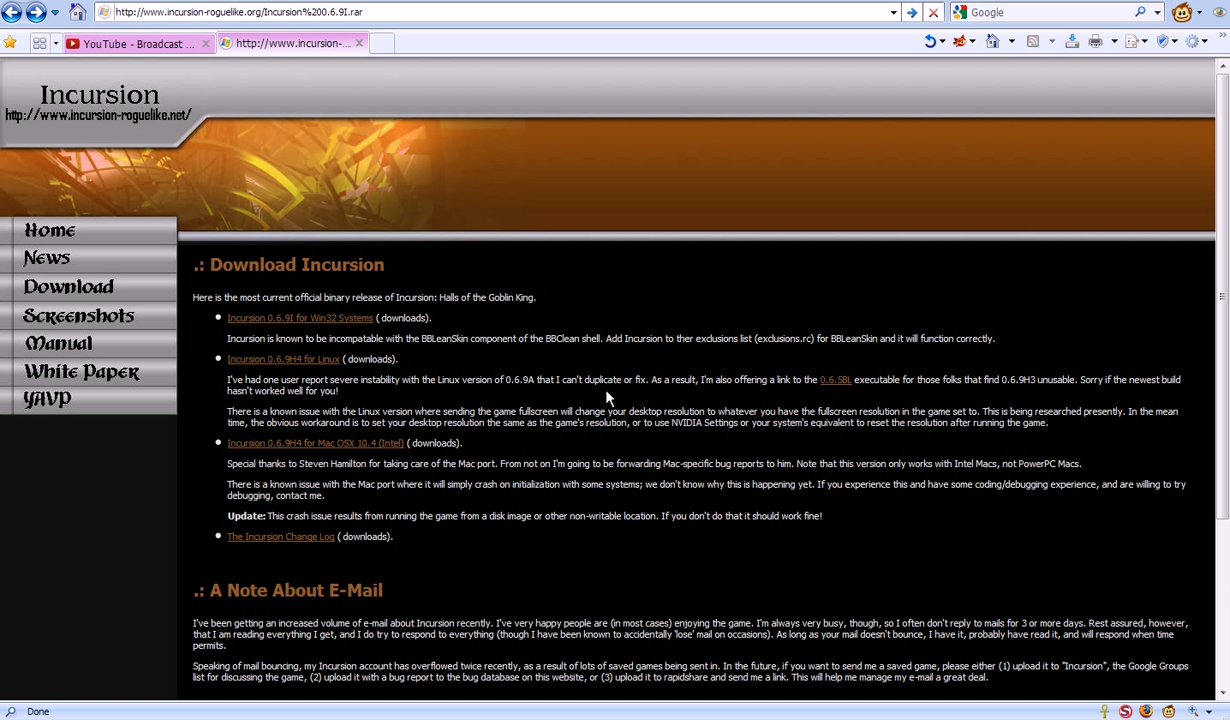 http://www.incursion-roguelike.org/Incursion%200.6.9I.rar
Google
YouTube - Broadcast ...
http://www.incursion-...
Incursion
http://www.incursion-roguelike.net/
Home
News
Download
Screenshots
Manual
White Paper
YAVP
.: Download Incursion
Here is the most current official binary release of Incursion: Halls of the Goblin King.
Incursion 0.6.9I for Win32 Systems ( downloads).
Incursion is known to be incompatable with the BBLeanSkin component of the BBClean shell. Add Incursion to ther exclusions list (exclusions.rc) for BBLeanSkin and it will function correctly.
Incursion 0.6.9H4 for Linux ( downloads).
I've had one user report severe instability with the Linux version of 0.6.9A that I can't duplicate or fix. As a result, I'm also offering a link to the 0.6.5BL executable for those folks that find 0.6.9H3 unusable. Sorry if the newest build
hasn't worked well for you!
There is a known issue with the Linux version where sending the game fullscreen will change your desktop resolution to whatever you have the fullscreen resolution in the game set to. This is being researched presently. In the mean
time, the obvious workaround is to set your desktop resolution the same as the game's resolution, or to use NVIDIA Settings or your system's equivalent to reset the resolution after running the game.
Incursion 0.6.9H4 for Mac OSX 10.4 (Intel) ( downloads).
Special thanks to Steven Hamilton for taking care of the Mac port. From not on I'm going to be forwarding Mac-specific bug reports to him. Note that this version only works with Intel Macs, not PowerPC Macs.
There is a known issue with the Mac port where it will simply crash on initialization with some systems; we don't know why this is happening yet. If you experience this and have some coding/debugging experience, and are willing to try
debugging, contact me.
Update: This crash issue results from running the game from a disk image or other non-writable location. If you don't do that it should work fine!
The Incursion Change Log ( downloads).
.: A Note About E-Mail
I've been getting an increased volume of e-mail about Incursion recently. I've very happy people are (in most cases) enjoying the game. I'm always very busy, though, so I often don't reply to mails for 3 or more days. Rest assured, however,
that I am reading everything I get, and I do try to respond to everything (though I have been known to accidentally 'lose' mail on occasions). As long as your mail doesn't bounce, I have it, probably have read it, and will respond when time
permits.
Speaking of mail bouncing, my Incursion account has overflowed twice recently, as a result of lots of saved games being sent in. In the future, if you want to send me a saved game, please either (1) upload it to "Incursion", the Google Groups
list for discussing the game, (2) upload it with a bug report to the bug database on this website, or (3) upload it to rapidshare and send me a link. This will help me manage my e-mail a great deal.
Done